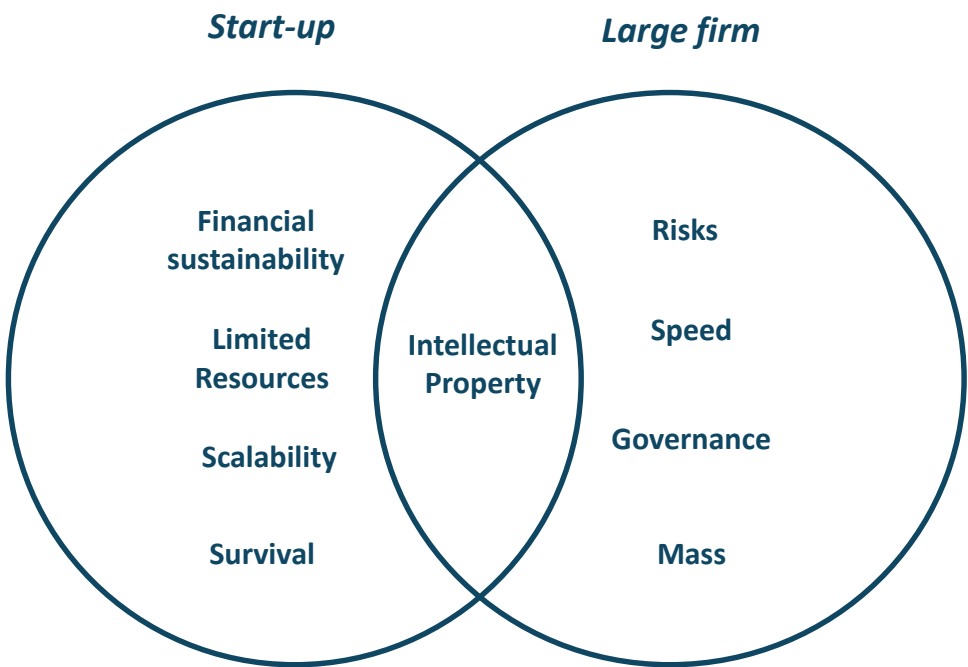 Start-up
Large firm
Financial
sustainability
Limited
Resources
Scalability
Survival
Intellectual
Property
Risks
Speed
Governance
Mass